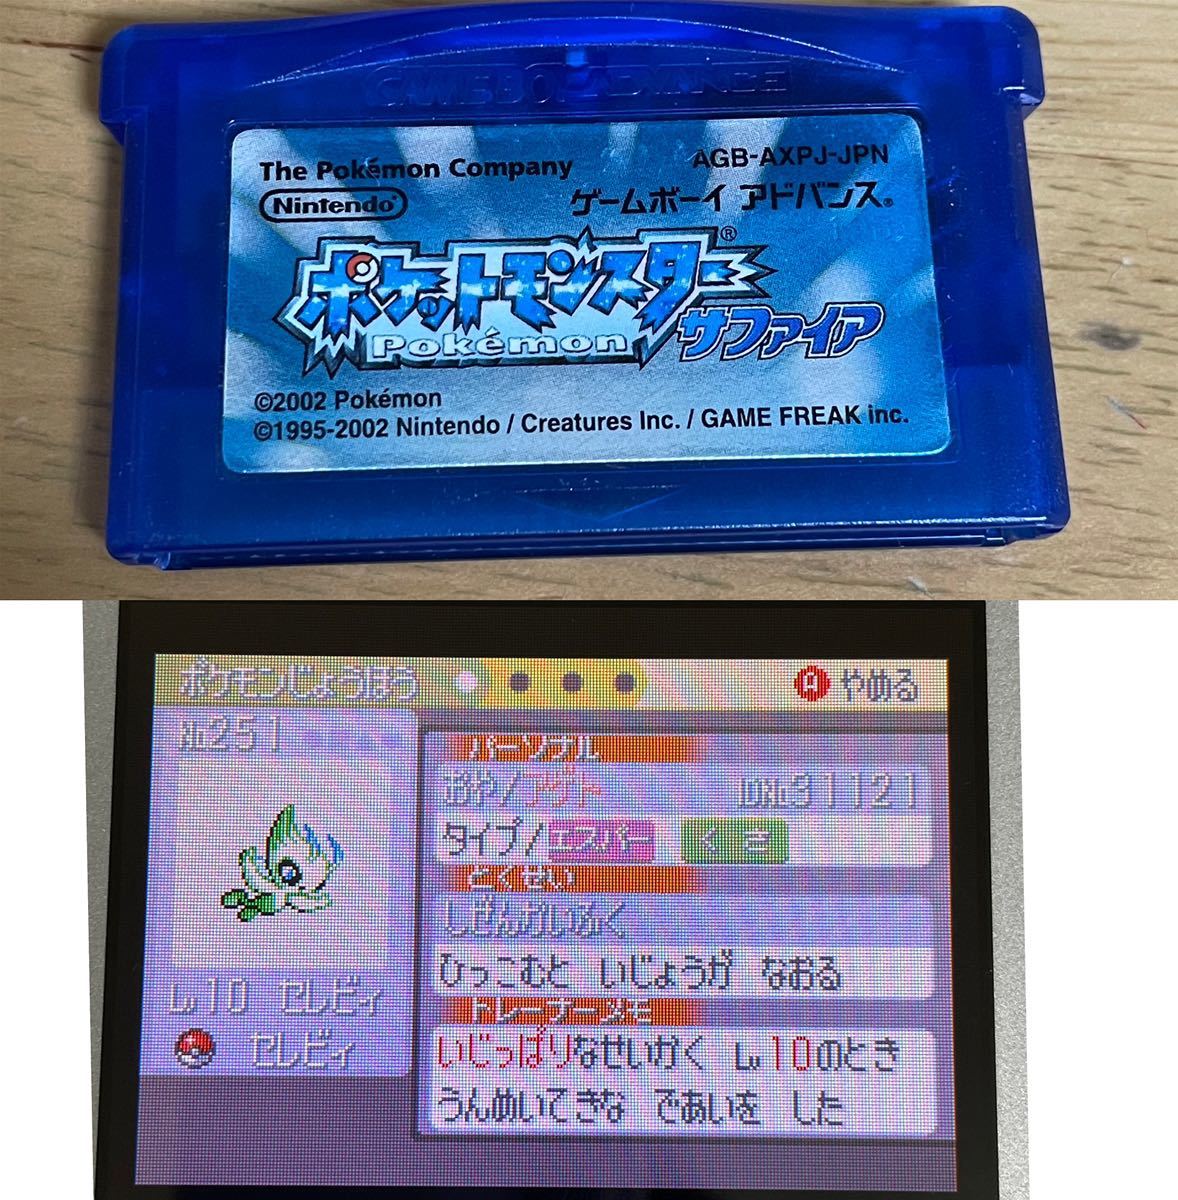 GAME BOY ADVANCE
The Pokémon Company
AGB-AXPJ-JPN
Nintendo®
ゲームボーイ アドバンス®
ポケットモンスター®
Pokémon
サファイア
©2002 Pokémon
©1995-2002 Nintendo / Creatures Inc. / GAME FREAK inc.
ポケモンじょうほう
A やめる
No251
パーソナル
おや/アザト
IDNo31121
タイプ/エスパー くさ
とくせい
しぜんかいふく
ひっこむと いじょうが なおる
Lv10 セレビィ
セレビィ
トレーナーメモ
いじっぱりなせいかく Lv10のとき
うんめいてきな であいを した